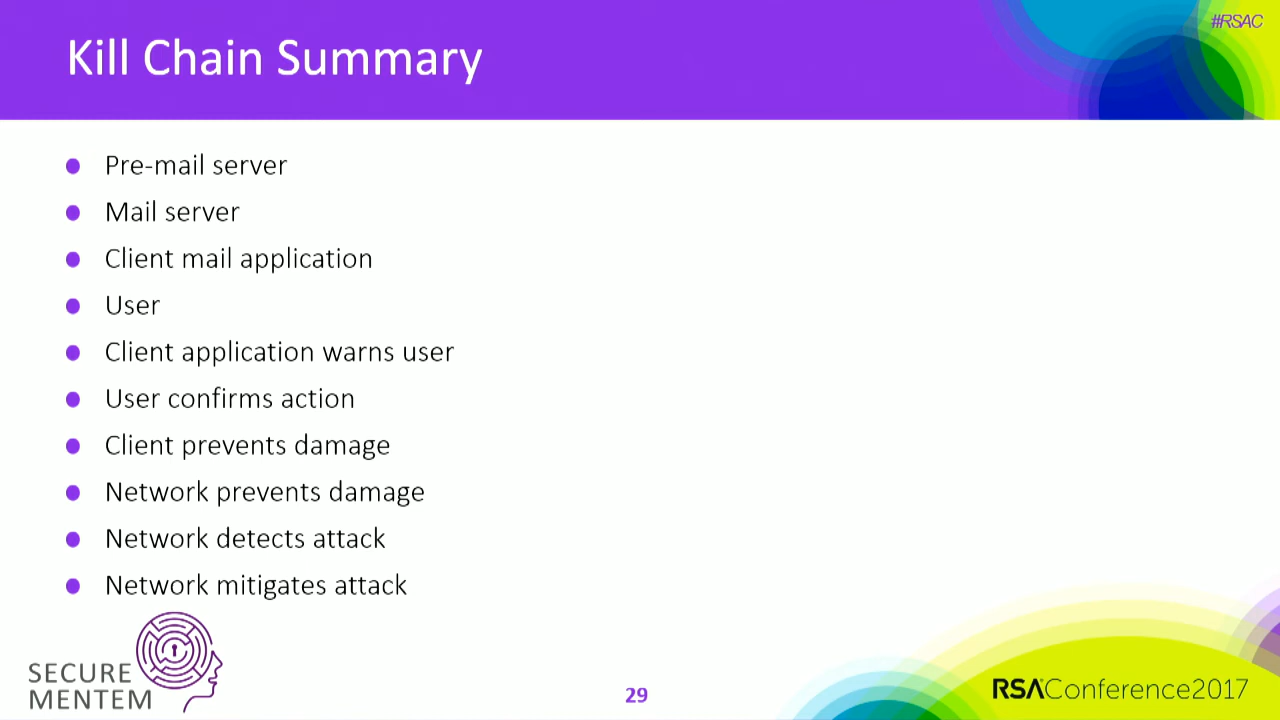 #RSAC
Kill Chain Summary
Pre-mail server
Mail server
Client mail application
User
Client application warns user
User confirms action
Client prevents damage
Network prevents damage
Network detects attack
Network mitigates attack
SECURE
MENTEM
29
RSAConference2017